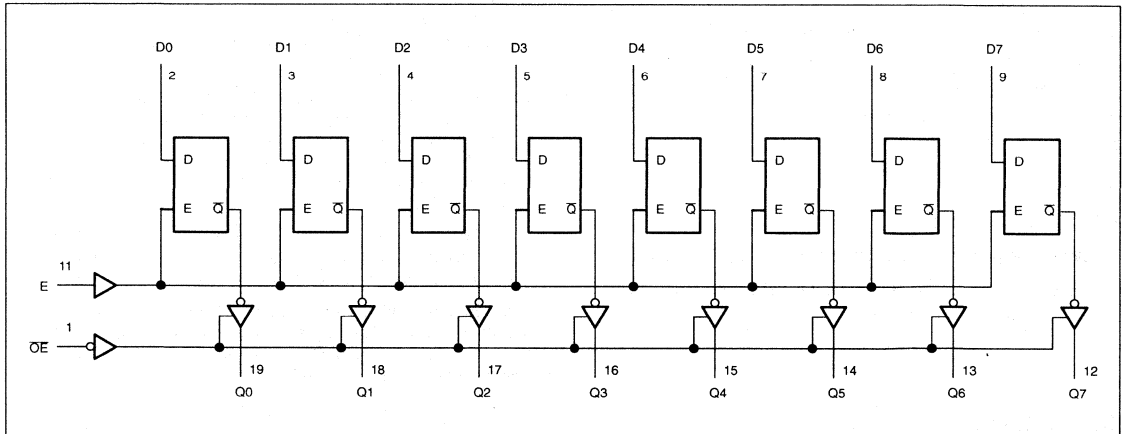 D0 D1 D2 D3 D4 D5 D6 D7
2 3 4 5 6 7 8 9
D D D D D D D D
E Q̅ E Q̅ E Q̅ E Q̅ E Q̅ E Q̅ E Q̅ E Q̅
11
E
1
O̅E̅
19 18 17 16 15 14 13 12
Q0 Q1 Q2 Q3 Q4 Q5 Q6 Q7